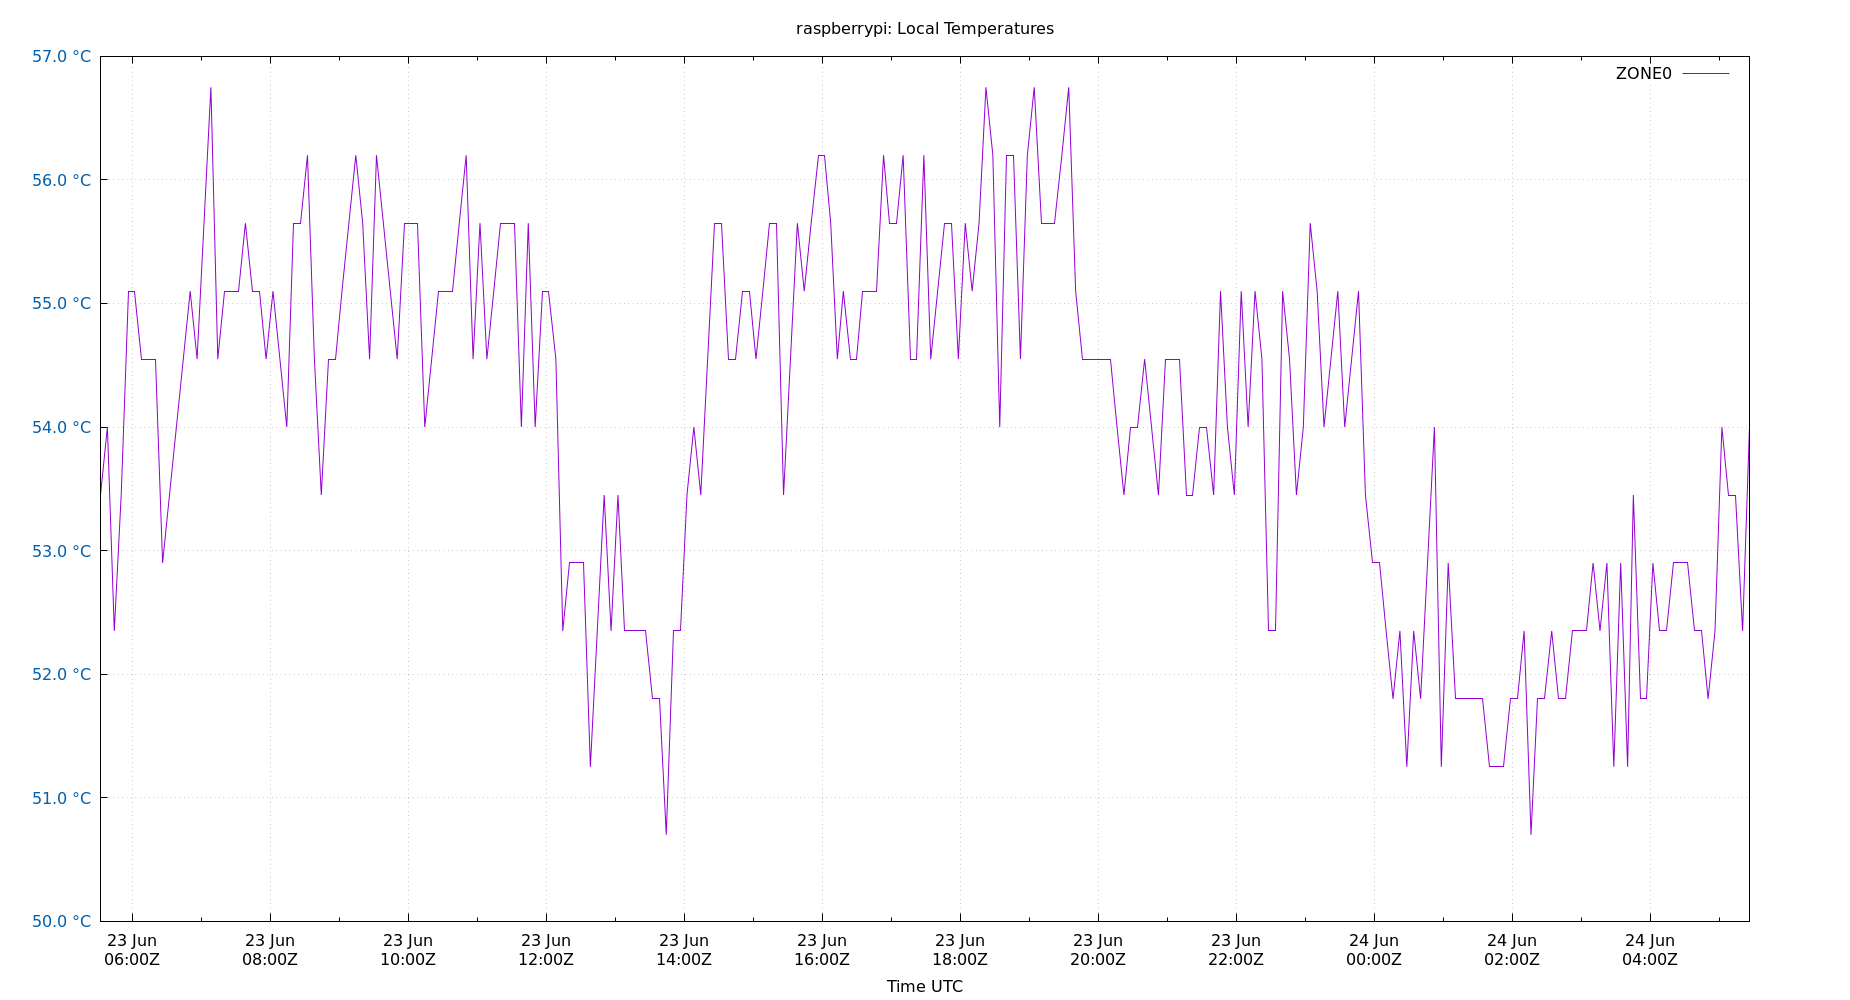 raspberrypi: Local Temperatures
57.0 °C
ZONE0
56.0 °C
55.0 °C
54.0 °C
53.0 °C
52.0 °C
51.0 °C
50.0 °C
23 Jun 23 Jun 23 Jun 23 Jun 23 Jun 23 Jun 23 Jun 23 Jun 23 Jun 24 Jun 24 Jun 24 Jun
06:00Z 08:00Z 10:00Z 12:00Z 14:00Z 16:00Z 18:00Z 20:00Z 22:00Z 00:00Z 02:00Z 04:00Z
Time UTC